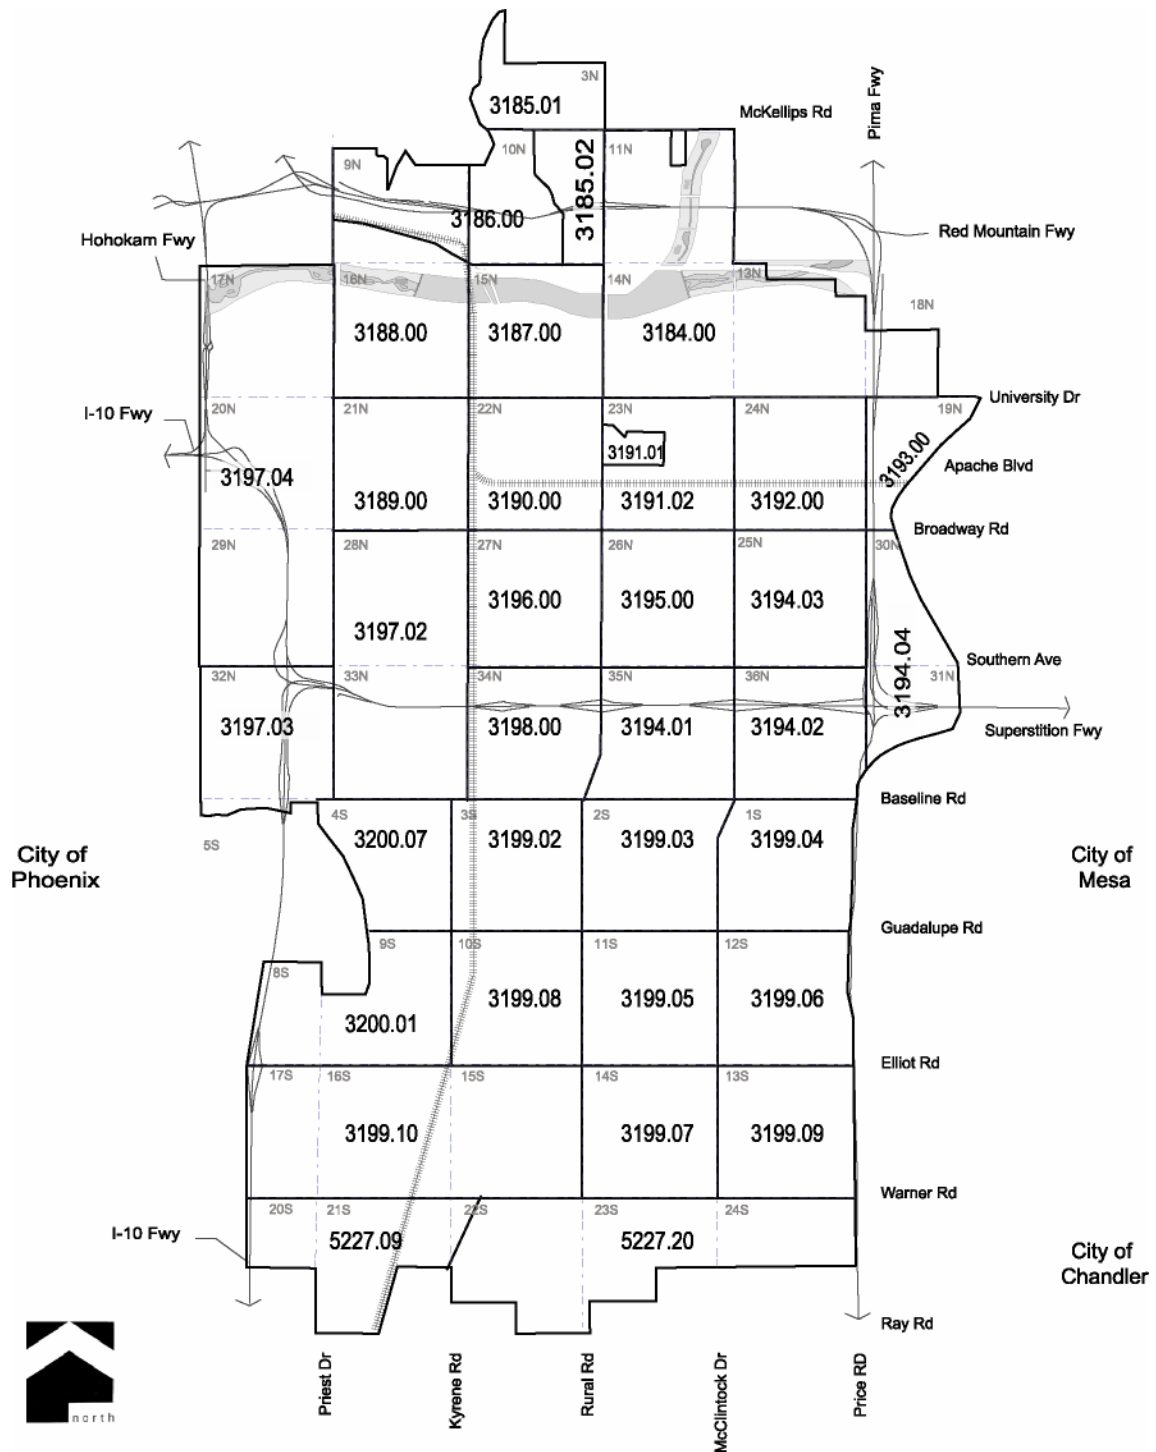 3N
3185.01
McKellips Rd
Pima Fwy
9N
10N
3185.02
11N
3186.00
Hohokam Fwy
Red Mountain Fwy
17N
16N
15N
14N
13N
18N
3188.00
3187.00
3184.00
University Dr
I-10 Fwy
20N
21N
22N
23N
24N
19N
3191.01
3193.00
Apache Blvd
3197.04
3189.00
3190.00
3191.02
3192.00
Broadway Rd
29N
28N
27N
26N
25N
30N
3196.00
3195.00
3194.03
3197.02
3194.04
Southern Ave
32N
33N
34N
35N
36N
31N
3197.03
3198.00
3194.01
3194.02
Superstition Fwy
Baseline Rd
4S
3S
2S
1S
5S
3200.07
3199.02
3199.03
3199.04
City of
Phoenix
City of
Mesa
Guadalupe Rd
9S
10S
11S
12S
8S
3199.08
3199.05
3199.06
3200.01
Elliot Rd
17S
16S
15S
14S
13S
3199.10
3199.07
3199.09
Warner Rd
20S
21S
22S
23S
24S
I-10 Fwy
5227.09
5227.20
City of
Chandler
Ray Rd
north
Priest Dr
Kyrene Rd
Rural Rd
McClintock Dr
Price RD